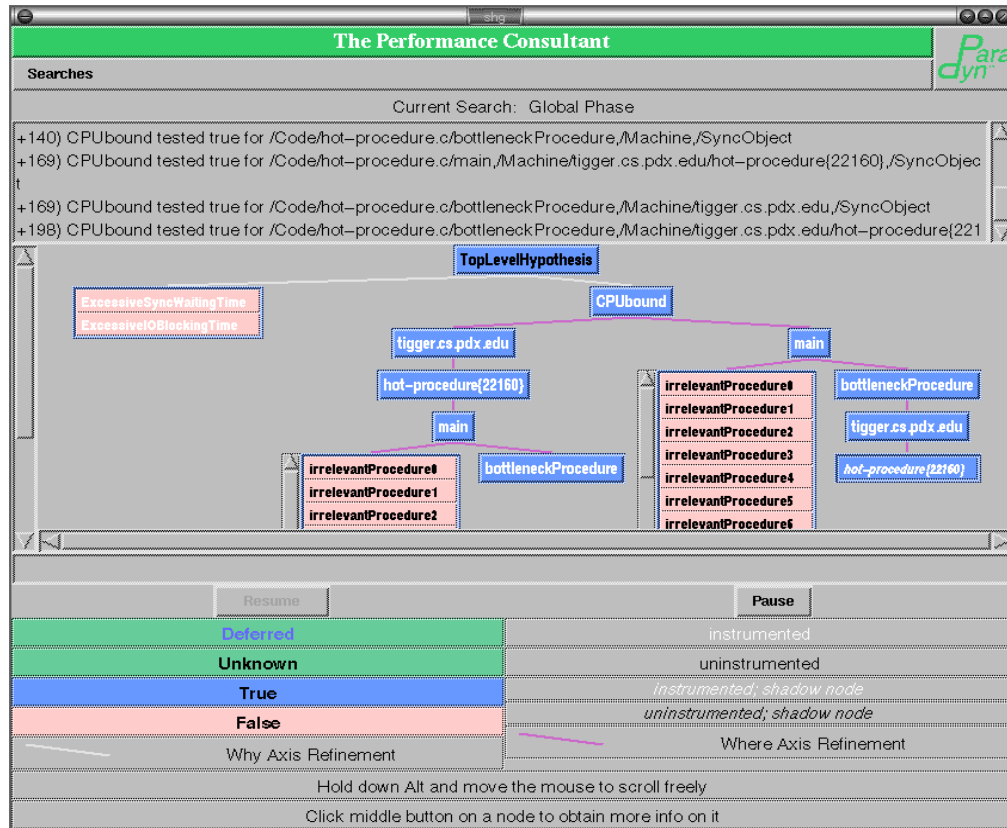 shg
The Performance Consultant
Para
dyn
Searches
Current Search: Global Phase
+140) CPUbound tested true for /Code/hot-procedure.c/bottleneckProcedure,/Machine,/SyncObject
+169) CPUbound tested true for /Code/hot-procedure.c/main,/Machine/tigger.cs.pdx.edu/hot-procedure{22160},/SyncObjec
t
+169) CPUbound tested true for /Code/hot-procedure.c/bottleneckProcedure,/Machine/tigger.cs.pdx.edu,/SyncObject
+198) CPUbound tested true for /Code/hot-procedure.c/bottleneckProcedure,/Machine/tigger.cs.pdx.edu/hot-procedure{221
TopLevelHypothesis
ExcessiveSyncWaitingTime
ExcessiveIOBlockingTime
CPUbound
tigger.cs.pdx.edu
hot-procedure{22160}
main
irrelevantProcedure0
irrelevantProcedure1
irrelevantProcedure2
bottleneckProcedure
main
irrelevantProcedure0
irrelevantProcedure1
irrelevantProcedure2
irrelevantProcedure3
irrelevantProcedure4
irrelevantProcedure5
irrelevantProcedure6
bottleneckProcedure
tigger.cs.pdx.edu
hot-procedure{22160}
Resume
Pause
Deferred
instrumented
Unknown
uninstrumented
True
instrumented; shadow node
False
uninstrumented; shadow node
Why Axis Refinement
Where Axis Refinement
Hold down Alt and move the mouse to scroll freely
Click middle button on a node to obtain more info on it